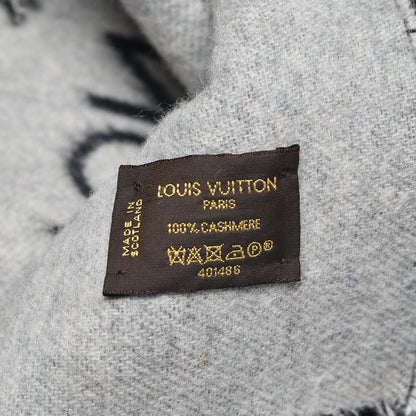 LOUIS VUITTON
PARIS
100% CASHMERE
401486
MADE IN
SCOTLAND